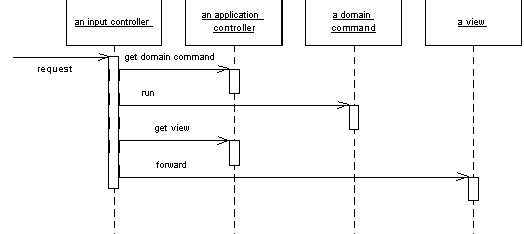 an input controller
an application
controller
a domain
command
a view
request
get domain command
run
get view
forward